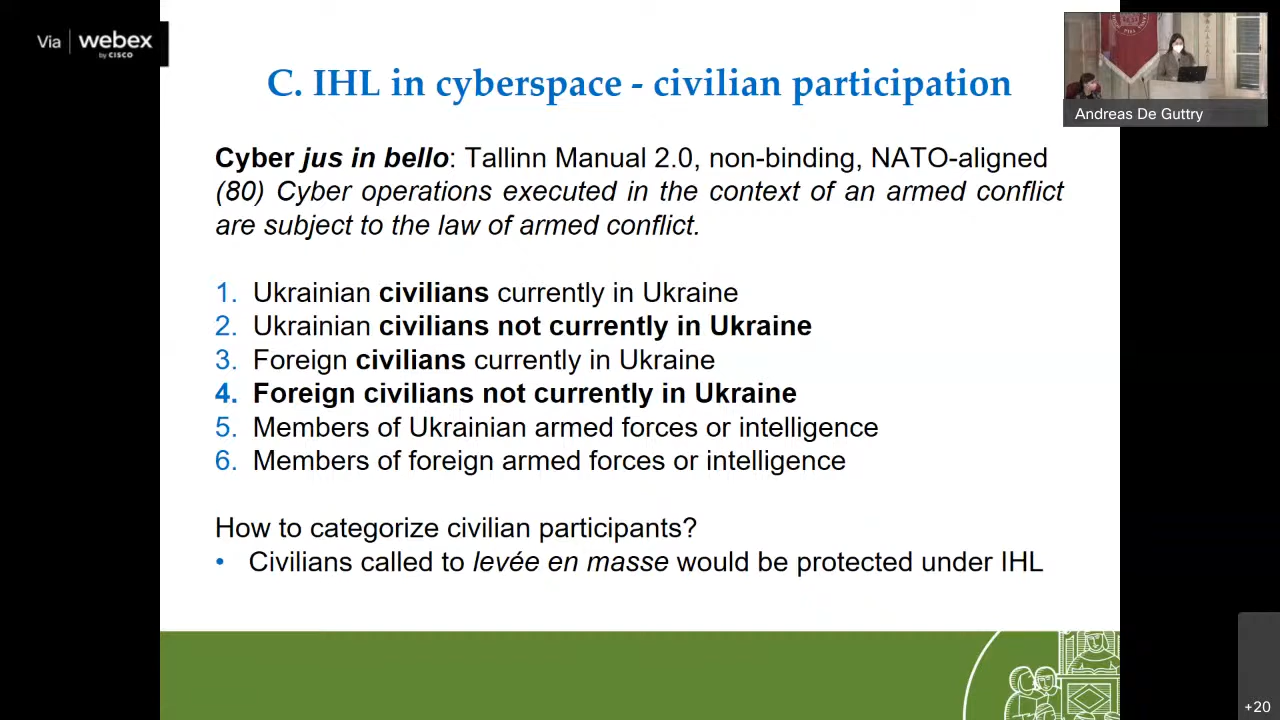 Via webex
by CISCO
C. IHL in cyberspace - civilian participation
Andreas De Guttry
Cyber jus in bello: Tallinn Manual 2.0, non-binding, NATO-aligned
(80) Cyber operations executed in the context of an armed conflict
are subject to the law of armed conflict.
1. Ukrainian civilians currently in Ukraine
2. Ukrainian civilians not currently in Ukraine
3. Foreign civilians currently in Ukraine
4. Foreign civilians not currently in Ukraine
5. Members of Ukrainian armed forces or intelligence
6. Members of foreign armed forces or intelligence
How to categorize civilian participants?
• Civilians called to levée en masse would be protected under IHL
+20